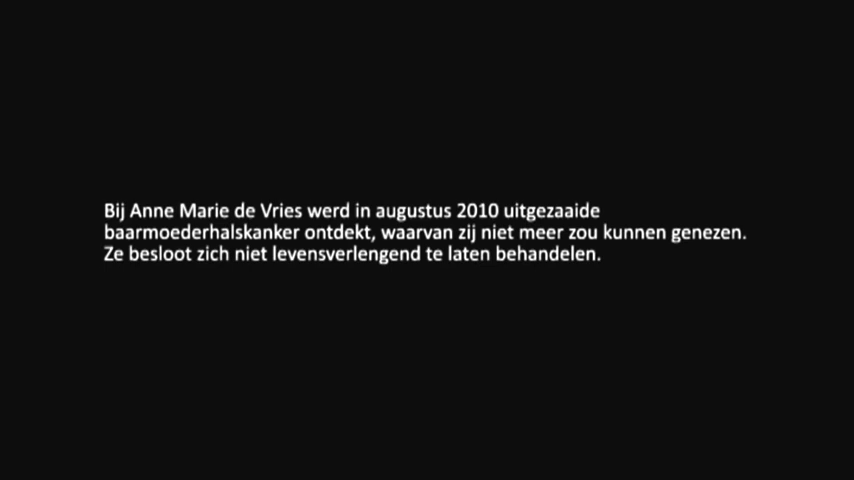 Bij Anne Marie de Vries werd in augustus 2010 uitgezaaide
baarmoederhalskanker ontdekt, waarvan zij niet meer zou kunnen genezen.
Ze besloot zich niet levensverlengend te laten behandelen.